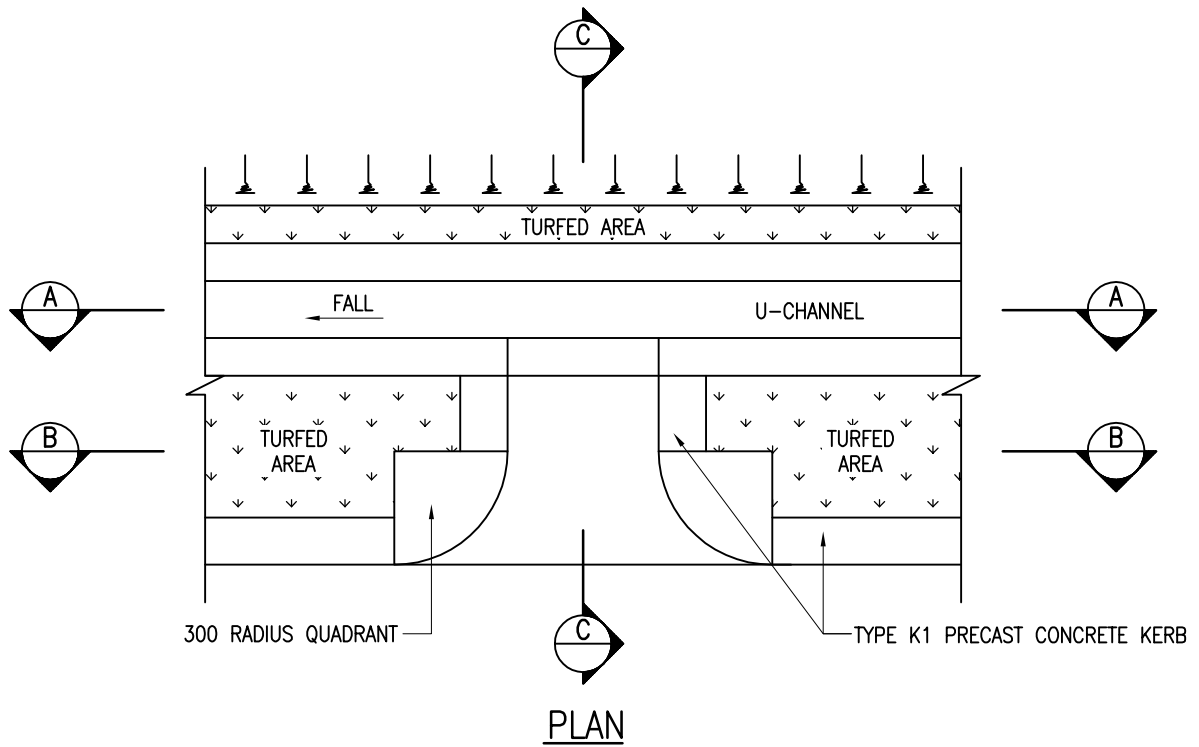 C
TURFED AREA
A
FALL
U-CHANNEL
A
B
TURFED
AREA
TURFED
AREA
B
300 RADIUS QUADRANT
C
TYPE K1 PRECAST CONCRETE KERB
PLAN